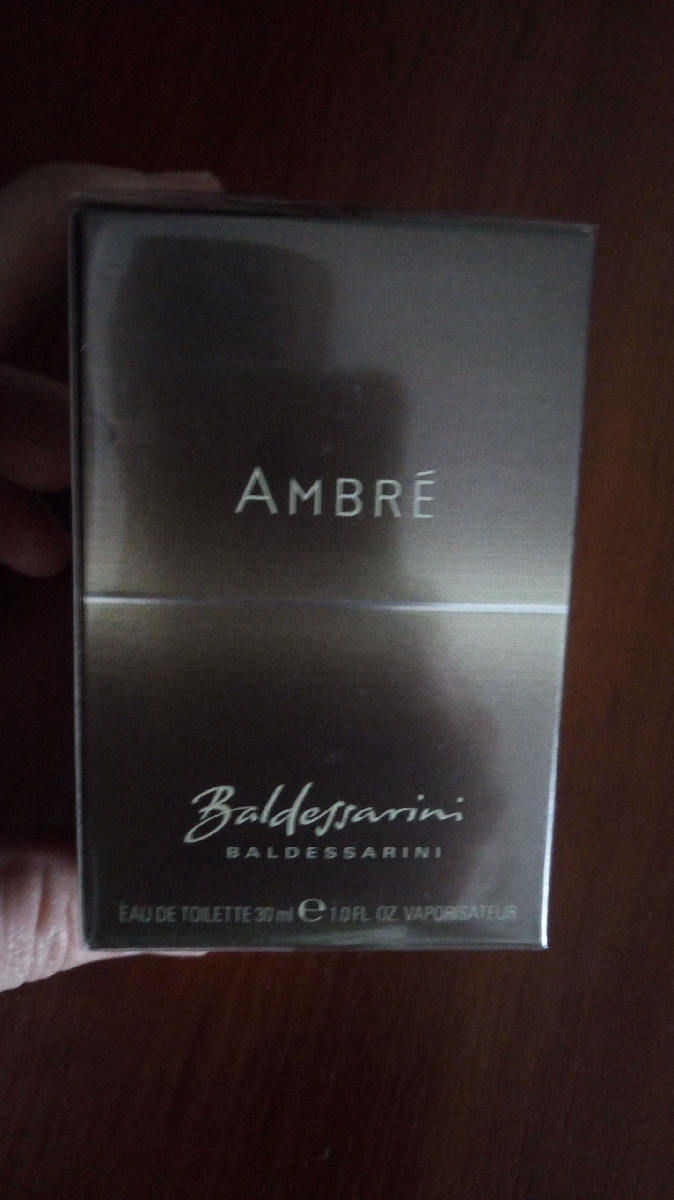 AMBRÉ
Baldessarini
BALDESSARINI
EAU DE TOILETTE 30 ml e 1.0 FL. OZ. VAPORISATEUR